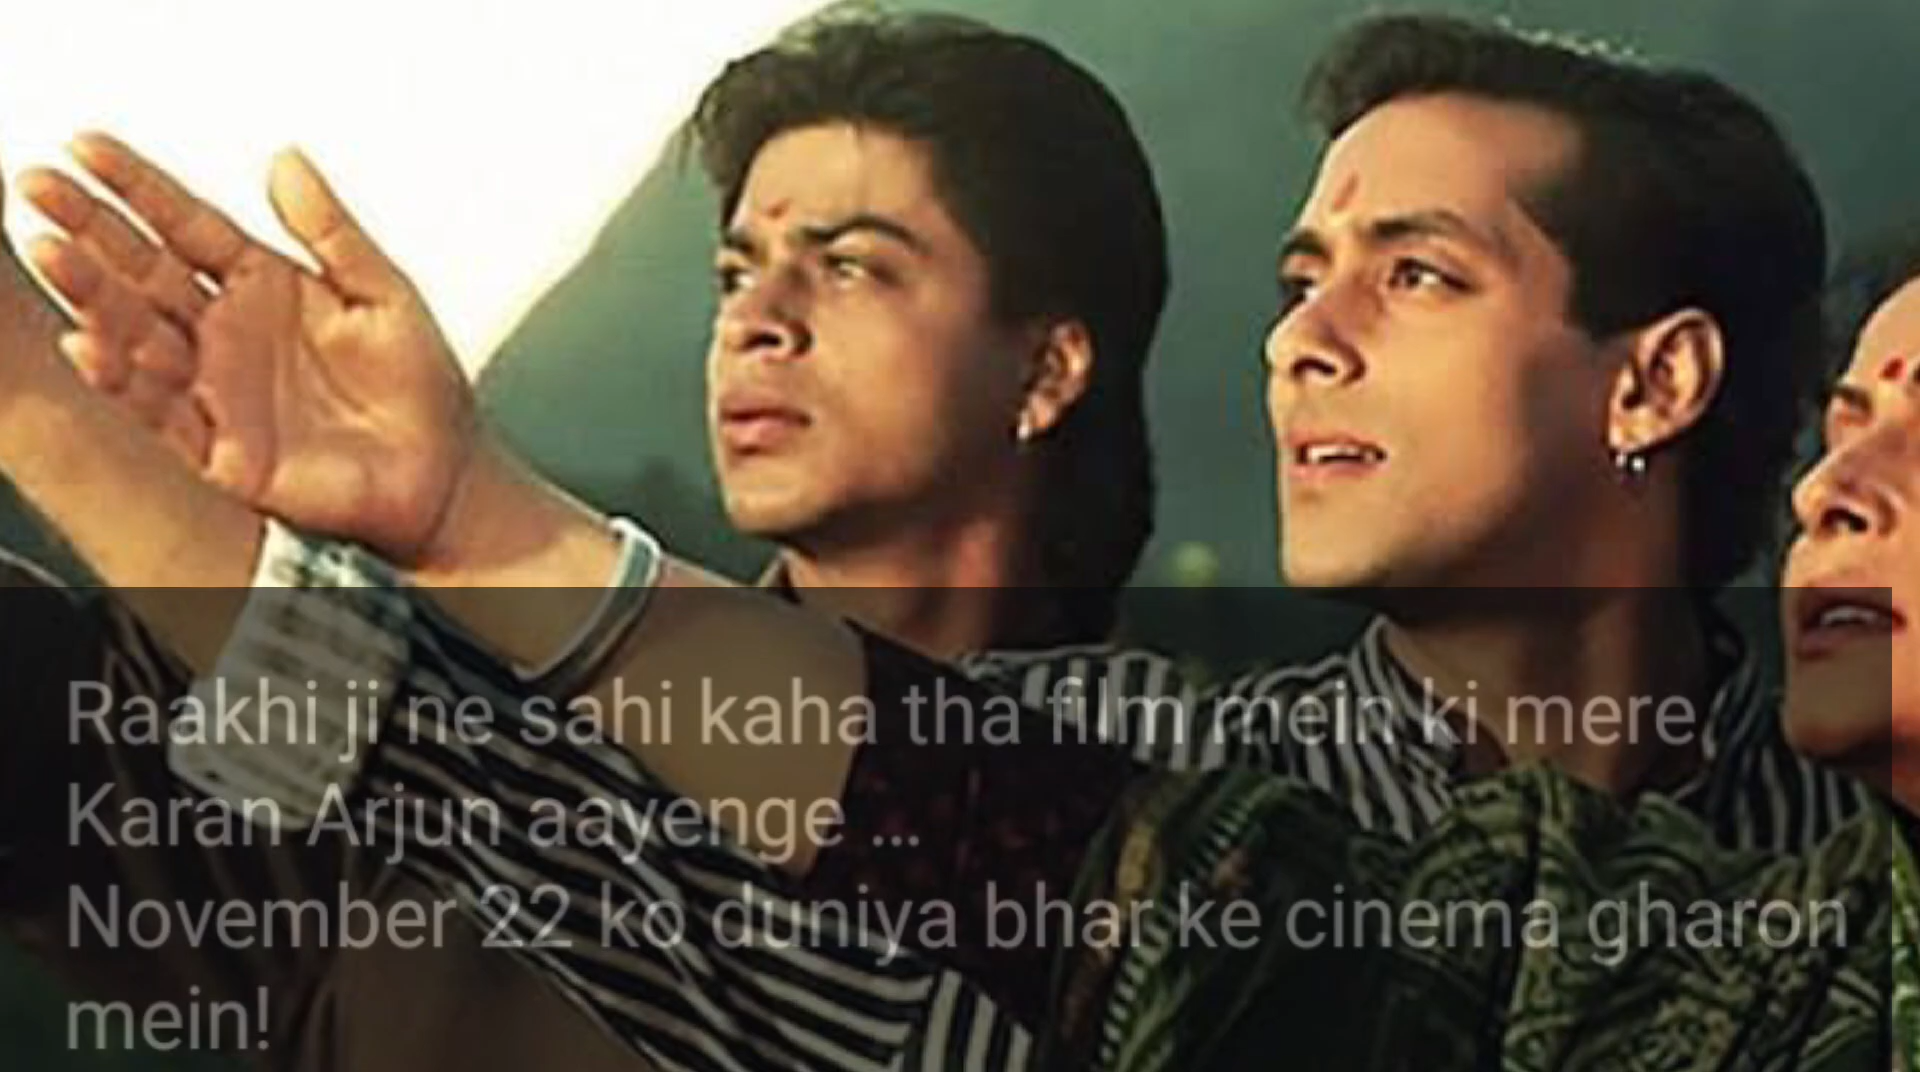 Raakhi ji ne sahi kaha tha film mein ki mere
Karan Arjun aayenge ...
November 22 ko duniya bhar ke cinema gharon
mein!